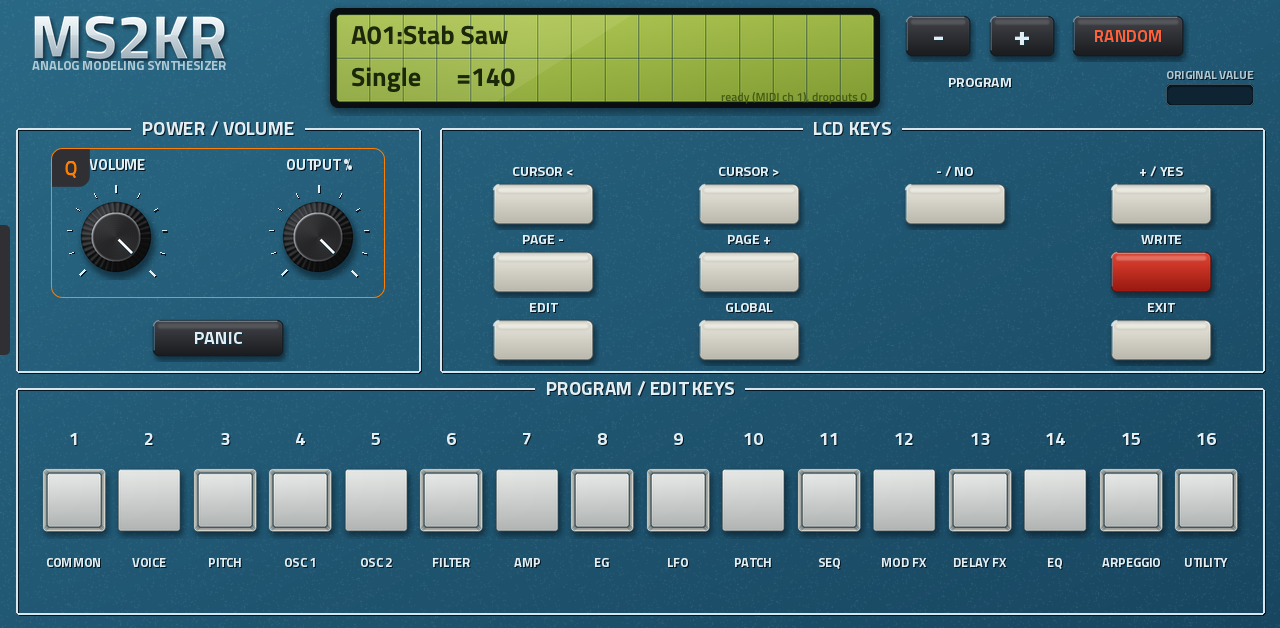 MS2KR
ANALOG MODELING SYNTHESIZER
A01:Stab Saw
Single =140
ready (MIDI ch 1), dropouts 0
- + RANDOM
PROGRAM
ORIGINAL VALUE
POWER / VOLUME
Q VOLUME OUTPUT %
PANIC
LCD KEYS
CURSOR < CURSOR > - / NO + / YES
PAGE - PAGE + WRITE
EDIT GLOBAL EXIT
PROGRAM / EDIT KEYS
1 2 3 4 5 6 7 8 9 10 11 12 13 14 15 16
COMMON VOICE PITCH OSC 1 OSC 2 FILTER AMP EG LFO PATCH SEQ MOD FX DELAY FX EQ ARPEGGIO UTILITY